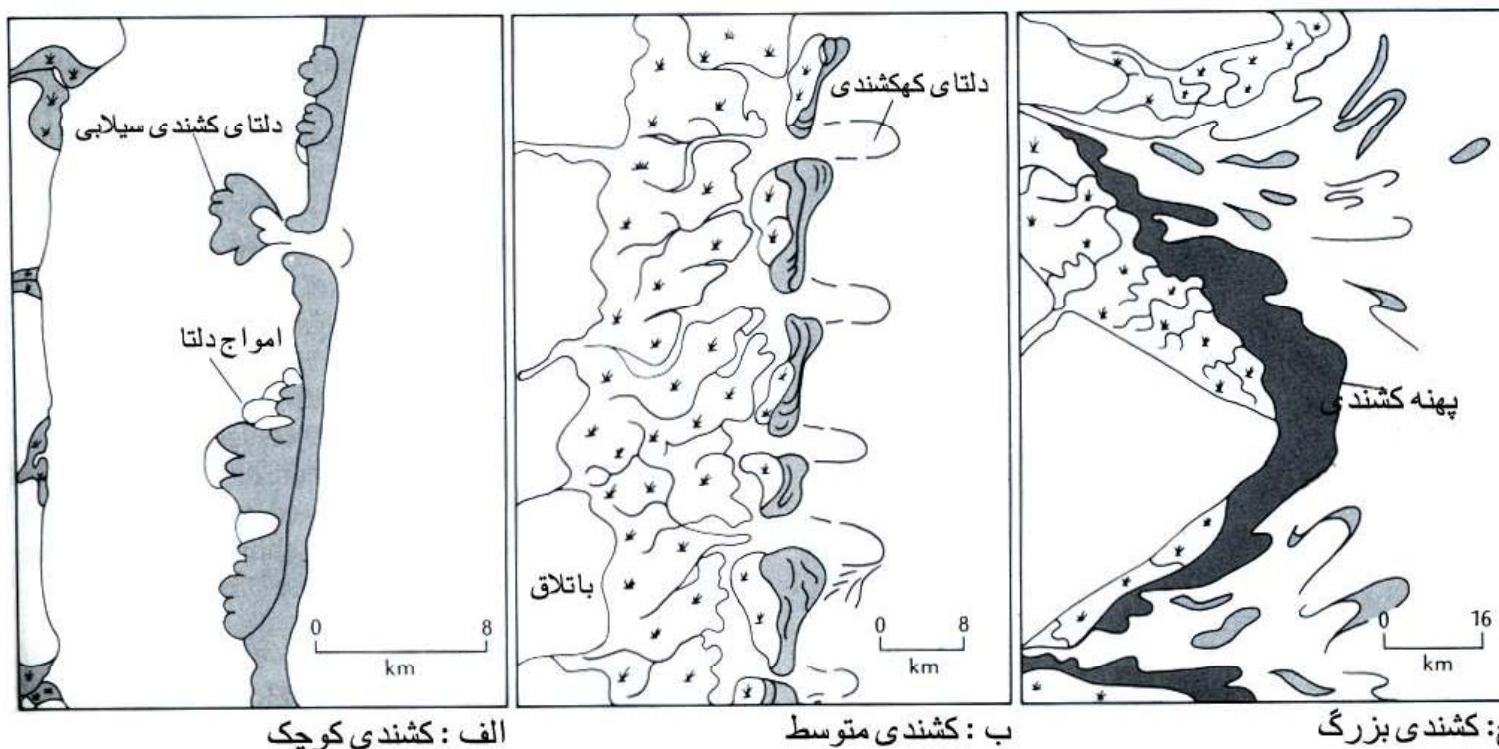 دلتای کشندی سیلابی
امواج دلتا
0 8
km
الف : کشندی کوچک
دلتای کهکشندی
باتلاق
0 8
km
ب : کشندی متوسط
پهنه کشندی
0 16
km
: کشندی بزرگ